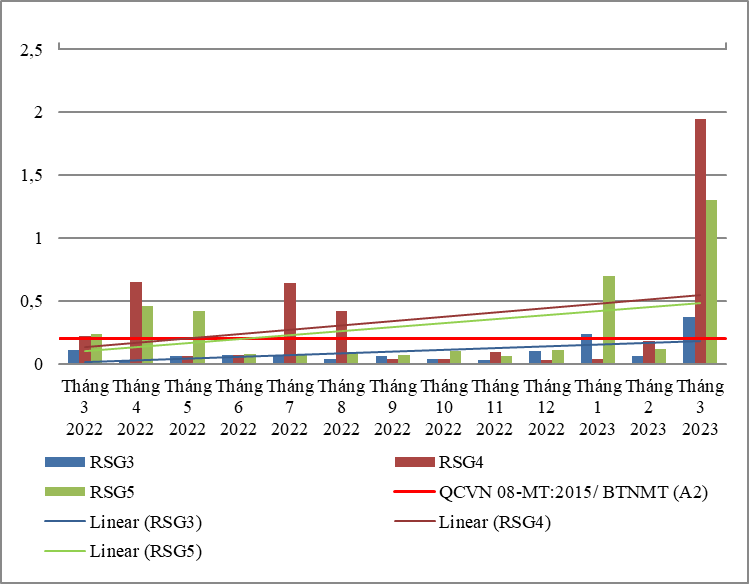 2,5
2
1,5
1
0,5
0
Tháng Tháng Tháng Tháng Tháng Tháng Tháng Tháng Tháng Tháng Tháng Tháng Tháng
3 4 5 6 7 8 9 10 11 12 1 2 3
2022 2022 2022 2022 2022 2022 2022 2022 2022 2022 2023 2023 2023
RSG3 RSG4
RSG5 QCVN 08-MT:2015/ BTNMT (A2)
Linear (RSG3) Linear (RSG4)
Linear (RSG5)